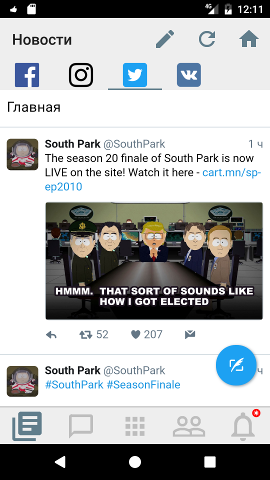 12:11
Новости
Главная
South Park @SouthPark 1 ч
The season 20 finale of South Park is now
LIVE on the site! Watch it here - cart.mn/sp-
ep2010
HMMM. THAT SORT OF SOUNDS LIKE
HOW I GOT ELECTED
52 207
South Park @SouthPark ч
#SouthPark #SeasonFinale